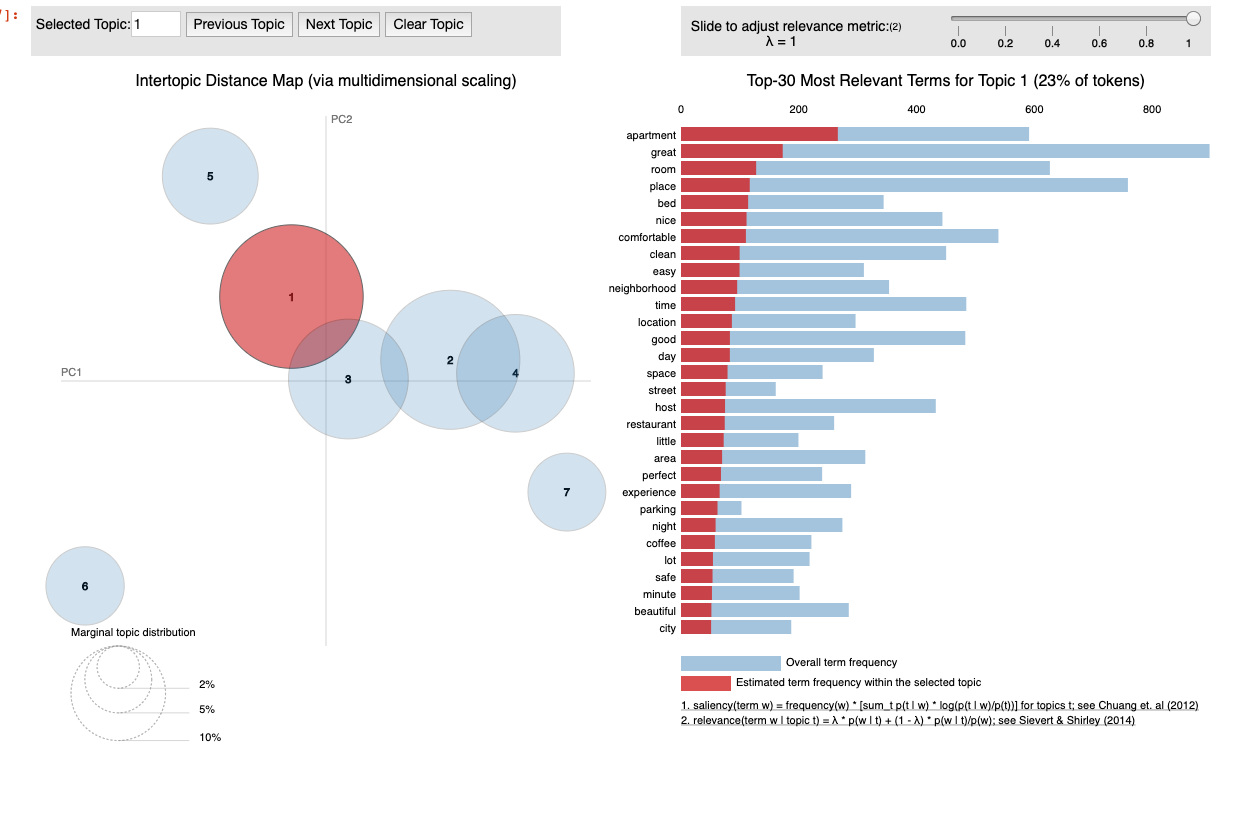 ]:
Selected Topic: 1 Previous Topic Next Topic Clear Topic
Slide to adjust relevance metric:(2)
λ = 1
0.0 0.2 0.4 0.6 0.8 1
Intertopic Distance Map (via multidimensional scaling)
PC2
PC1
5
1
2
3
4
7
6
Marginal topic distribution
2%
5%
10%
Top-30 Most Relevant Terms for Topic 1 (23% of tokens)
0 200 400 600 800
apartment
great
room
place
bed
nice
comfortable
clean
easy
neighborhood
time
location
good
day
space
street
host
restaurant
little
area
perfect
experience
parking
night
coffee
lot
safe
minute
beautiful
city
Overall term frequency
Estimated term frequency within the selected topic
1. saliency(term w) = frequency(w) * [sum_t p(t | w) * log(p(t | w)/p(t))] for topics t; see Chuang et. al (2012)
2. relevance(term w | topic t) = λ * p(w | t) + (1 - λ) * p(w | t)/p(w); see Sievert & Shirley (2014)